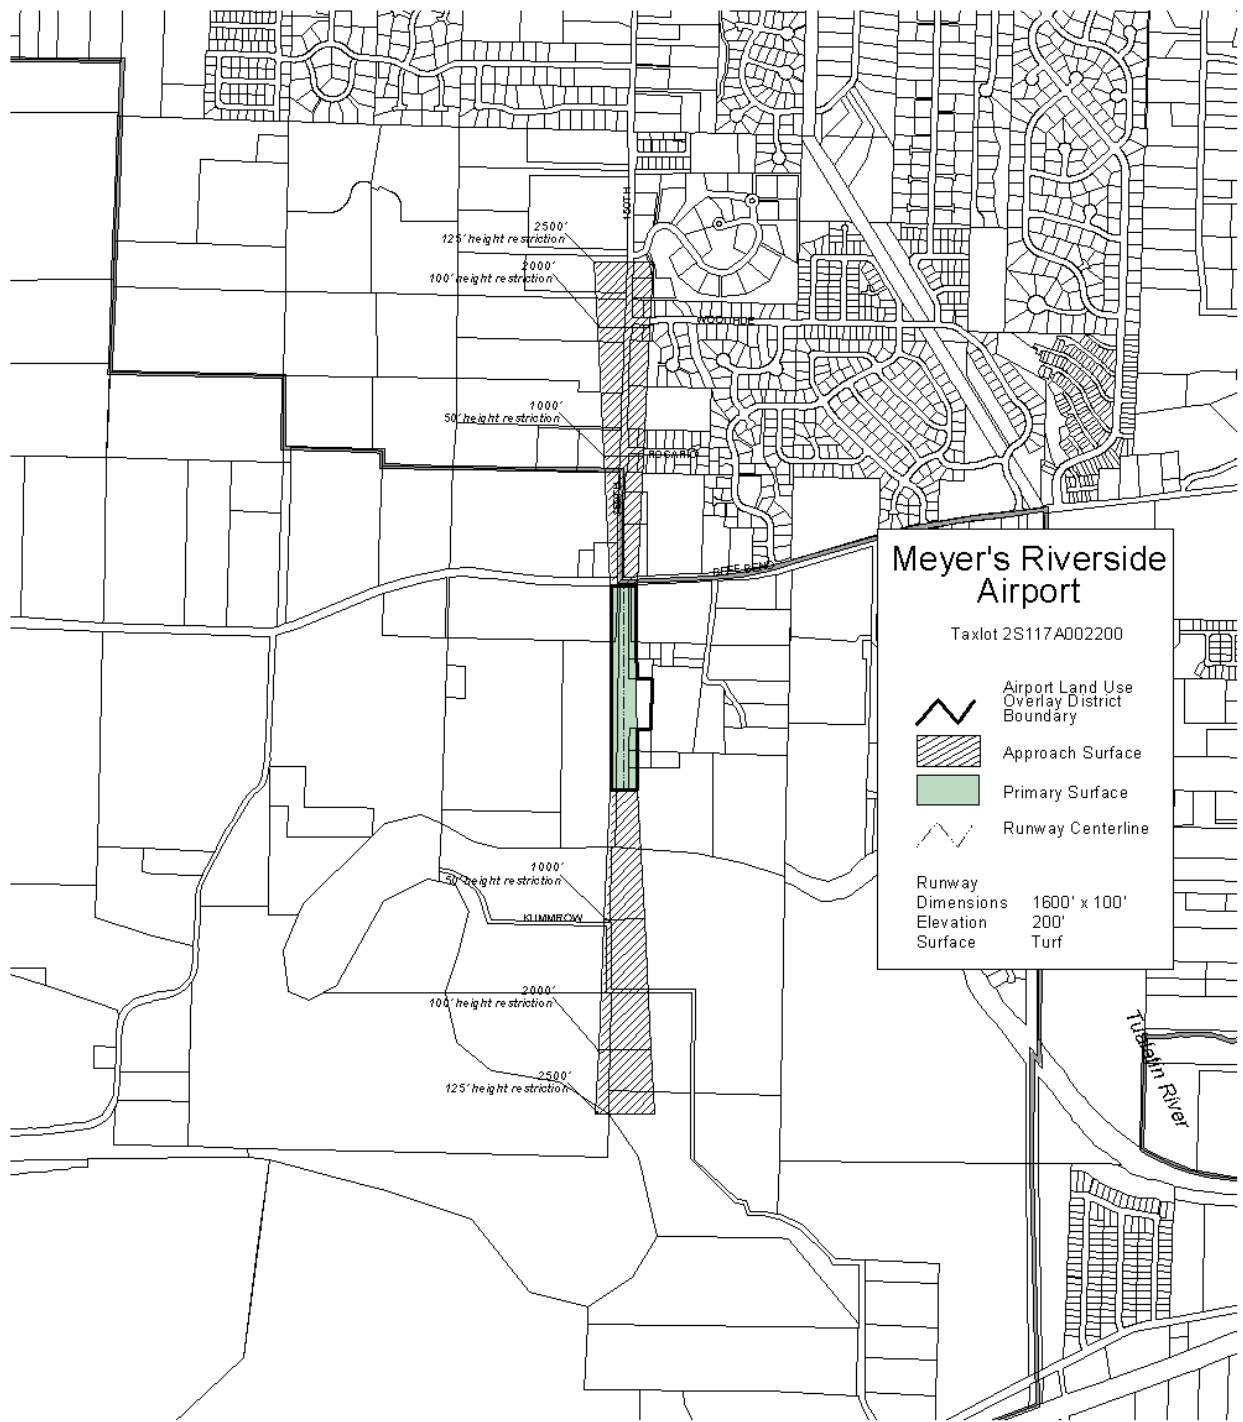 150TH
2500'
125' height restriction
2000'
100' height restriction
1000'
50' height restriction
150TH
BEEF BEND
Meyer's Riverside
Airport
Taxlot 2S117A002200
Airport Land Use
Overlay District
Boundary
Approach Surface
Primary Surface
Runway Centerline
Runway
Dimensions 1600' x 100'
Elevation 200'
Surface Turf
1000'
50' height restriction
KUMMROW
2000'
100' height restriction
2500'
125' height restriction
Tualatin River